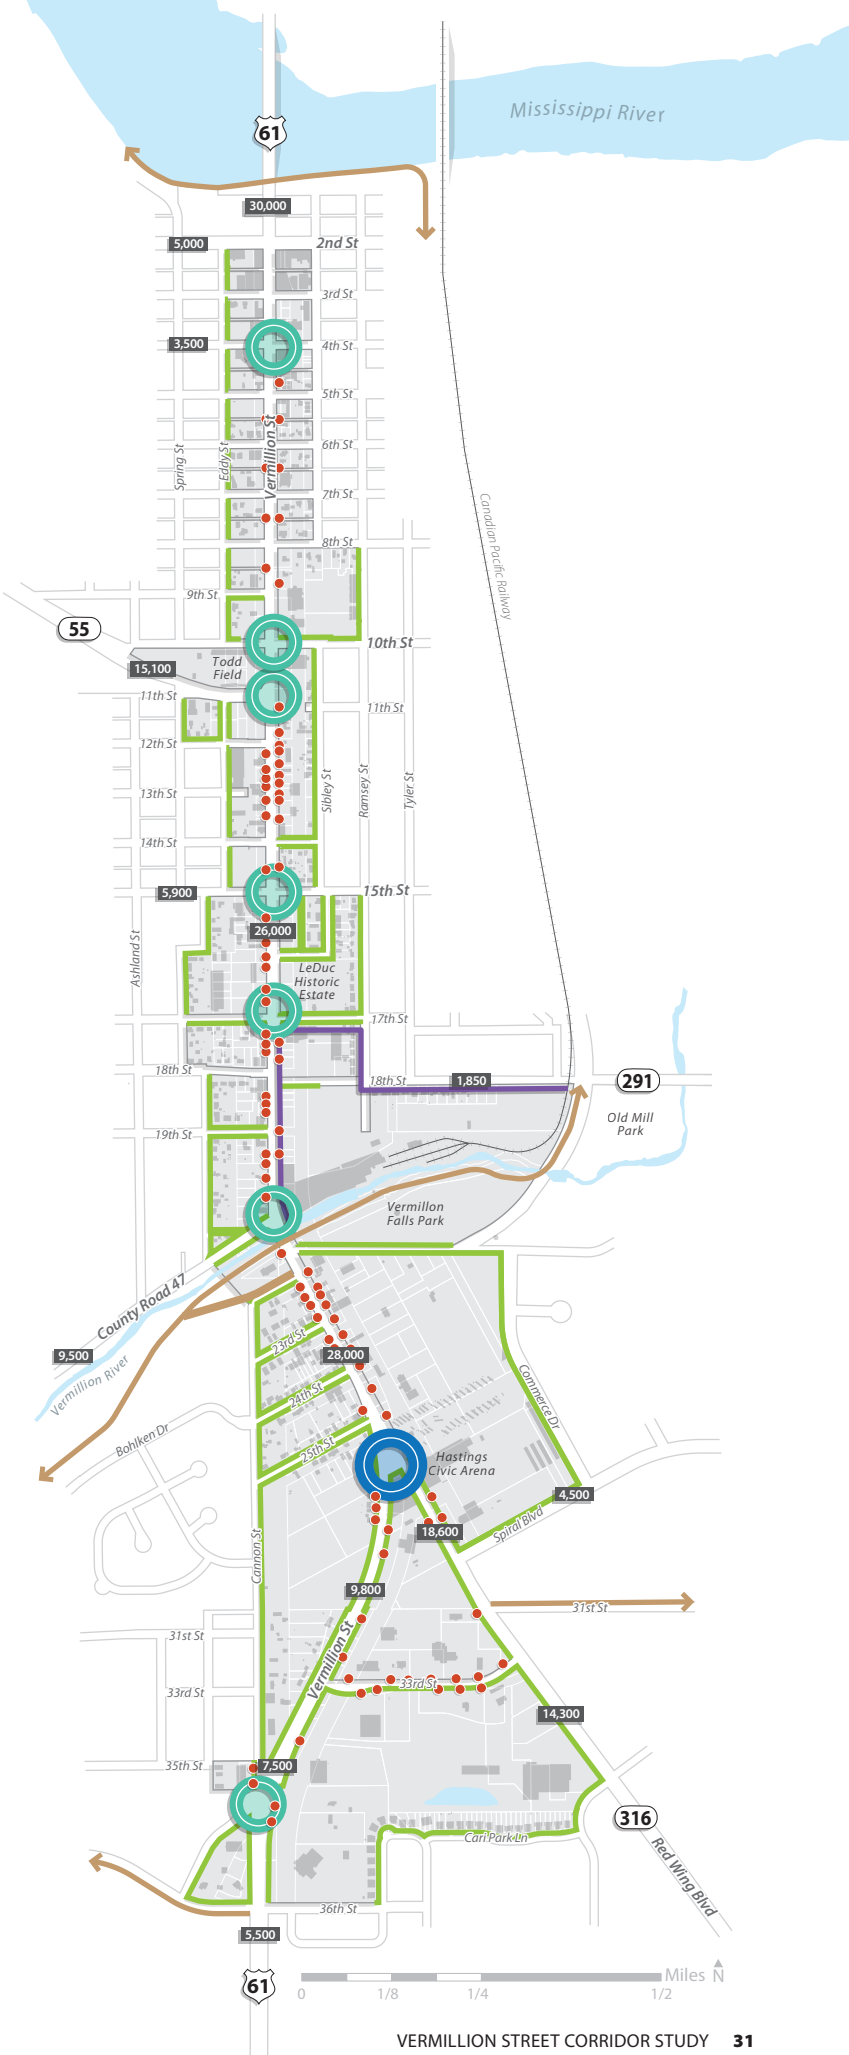 Mississippi River
61
30,000
5,000
2nd St
3rd St
3,500
4th St
5th St
Vermillion St
Spring St
Eddy St
6th St
7th St
Canadian Pacific Railway
8th St
9th St
55
10th St
Todd
Field
15,100
11th St
11th St
12th St
Sibley St
Ramsey St
Tyler St
13th St
14th St
5,900
15th St
26,000
Ashland St
LeDuc
Historic
Estate
17th St
18th St
18th St
1,850
291
Old Mill
Park
19th St
Vermillon
Falls Park
County Road 47
23rd St
9,500
28,000
Vermillion River
24th St
Commerce Dr
Bohlken Dr
25th St
Hastings
Civic Arena
4,500
18,600
Spiral Blvd
Cannon St
9,800
31st St
31st St
Vermillion St
33rd St
33rd St
14,300
35th St
7,500
316
Cari Park Ln
Red Wing Blvd
36th St
5,500
61
Miles N
0 1/8 1/4 1/2
VERMILLION STREET CORRIDOR STUDY 31